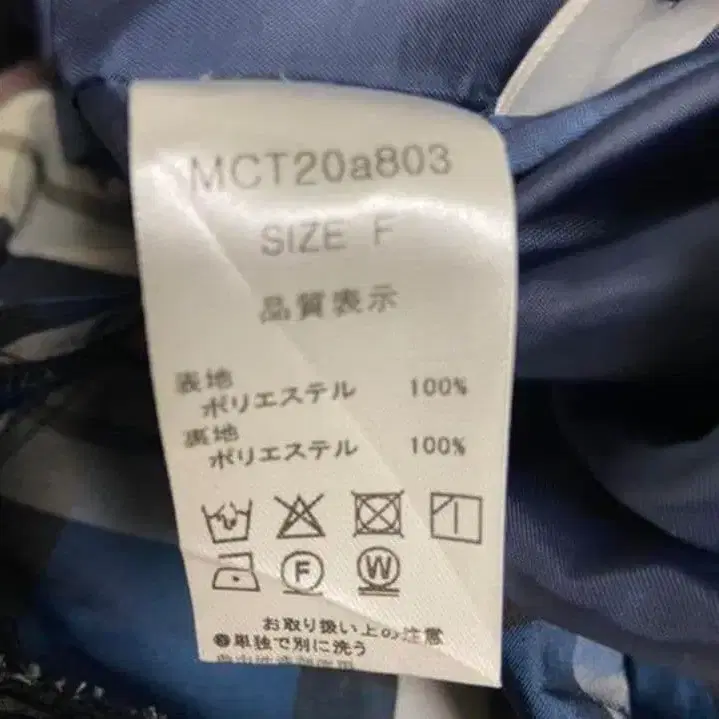 MCT20a803
SIZE F
品質表示
表地
ポリエステル 100%
裏地
ポリエステル 100%
F W
お取り扱い上の注意
●単独で別に洗う